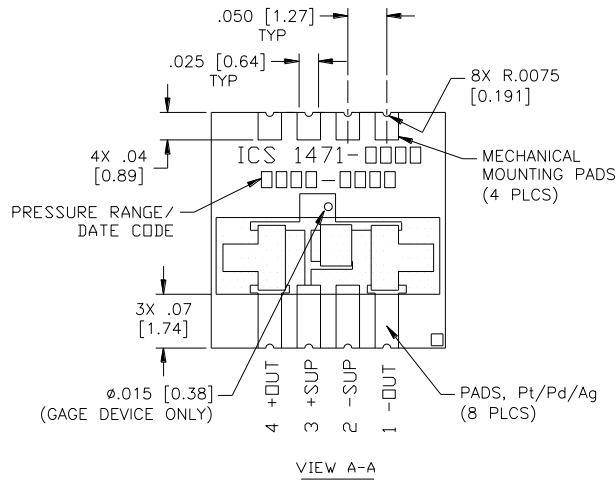 .050 [1.27]
TYP
.025 [0.64]
TYP
8X R.0075
[0.191]
4X .04
[0.89]
ICS 1471-□□□□
□□□□-□□□□
MECHANICAL
MOUNTING PADS
(4 PLCS)
PRESSURE RANGE/
DATE CODE
3X .07
[1.74]
ø.015 [0.38]
(GAGE DEVICE ONLY)
4 +OUT
3 +SUP
2 -SUP
1 -OUT
PADS, Pt/Pd/Ag
(8 PLCS)
VIEW A-A